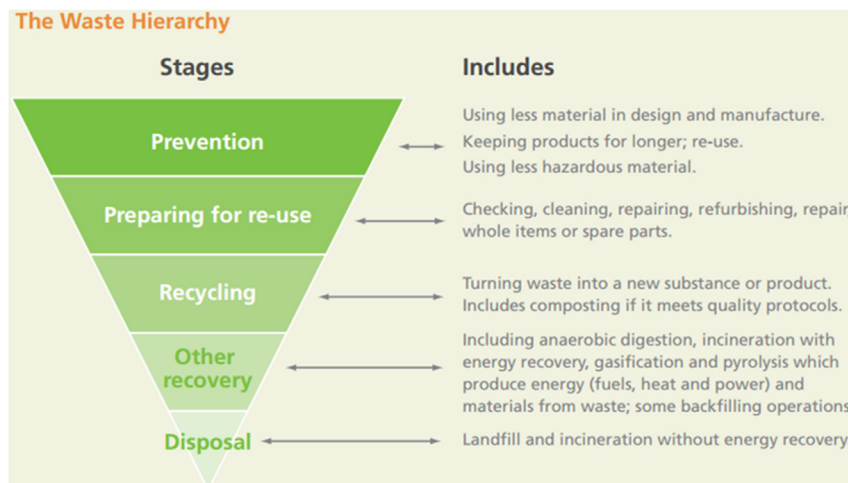 The Waste Hierarchy
Stages
Includes
Prevention
Using less material in design and manufacture.
Keeping products for longer; re-use.
Using less hazardous material.
Preparing for re-use
Checking, cleaning, repairing, refurbishing, repair,
whole items or spare parts.
Recycling
Turning waste into a new substance or product.
Includes composting if it meets quality protocols.
Other
recovery
Including anaerobic digestion, incineration with
energy recovery, gasification and pyrolysis which
produce energy (fuels, heat and power) and
materials from waste; some backfilling operations
Disposal
Landfill and incineration without energy recovery